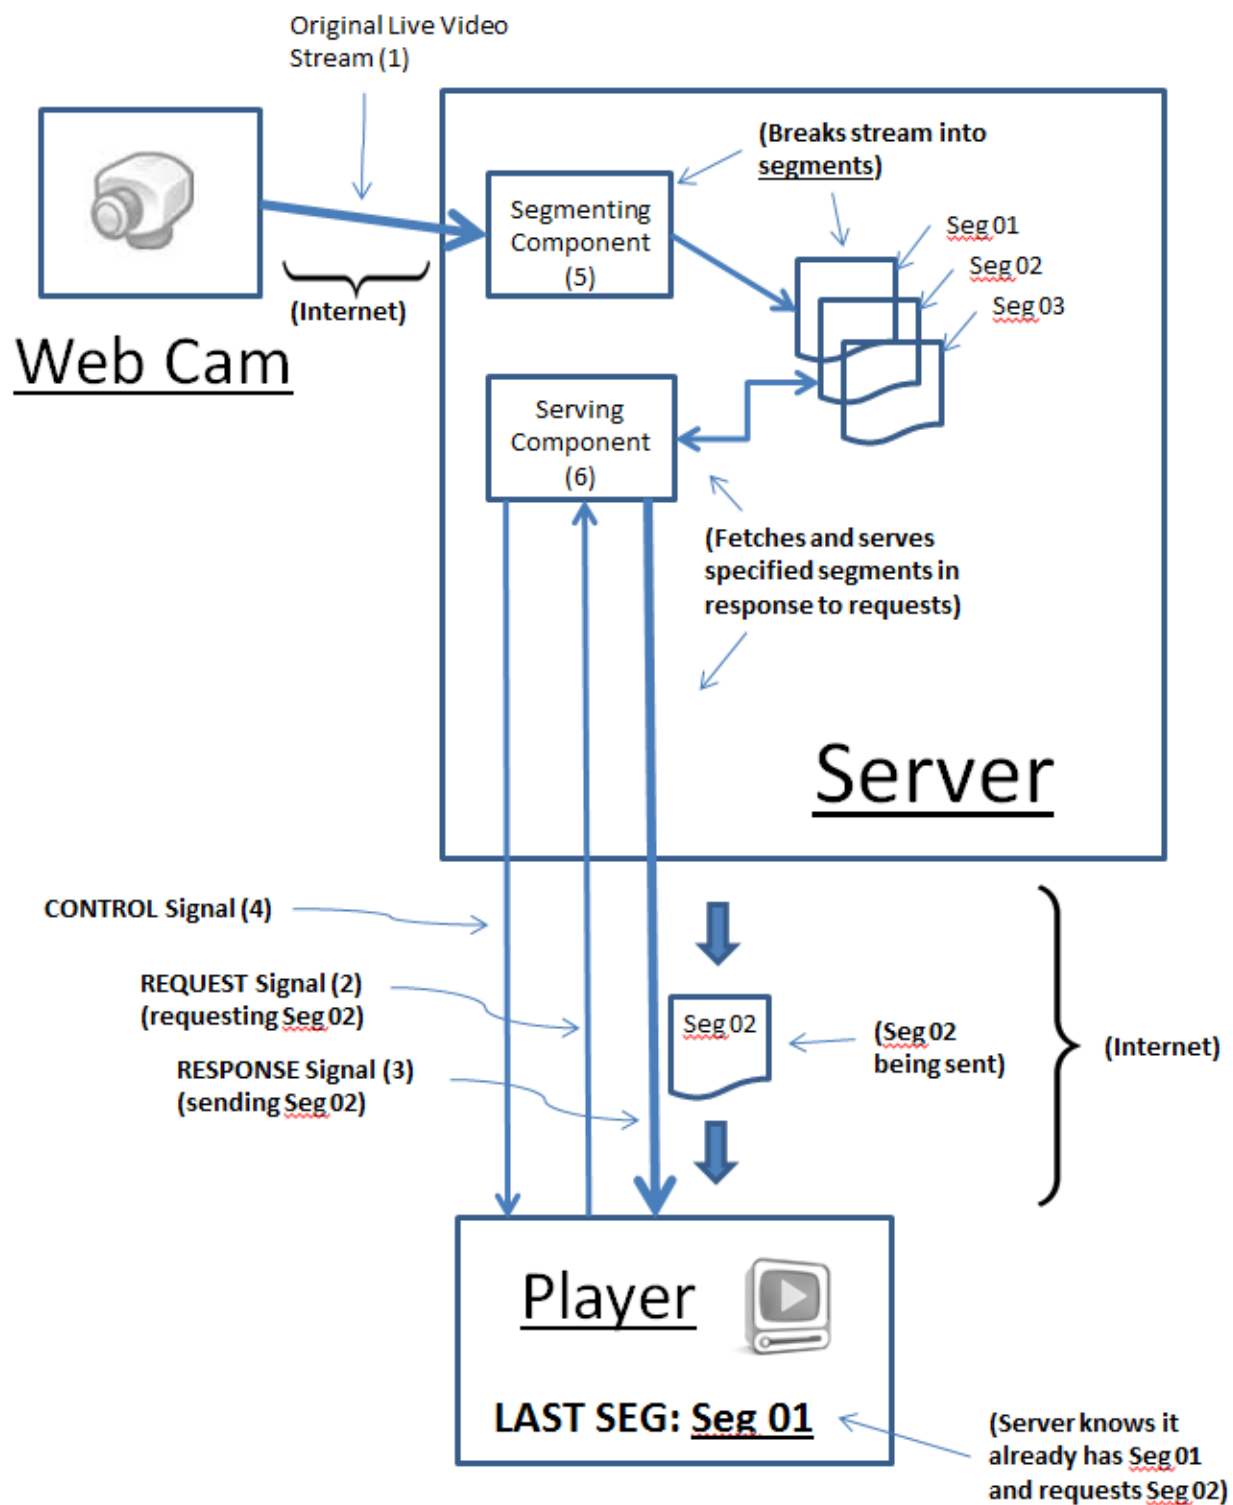 Original Live Video
Stream (1)
(Breaks stream into
segments)
Segmenting
Component
(5)
Seg 01
Seg 02
Seg 03
(Internet)
Web Cam
Serving
Component
(6)
(Fetches and serves
specified segments in
response to requests)
Server
CONTROL Signal (4)
REQUEST Signal (2)
(requesting Seg 02)
RESPONSE Signal (3)
(sending Seg 02)
Seg 02
(Seg 02
being sent)
(Internet)
Player
LAST SEG: Seg 01
(Server knows it
already has Seg 01
and requests Seg 02)